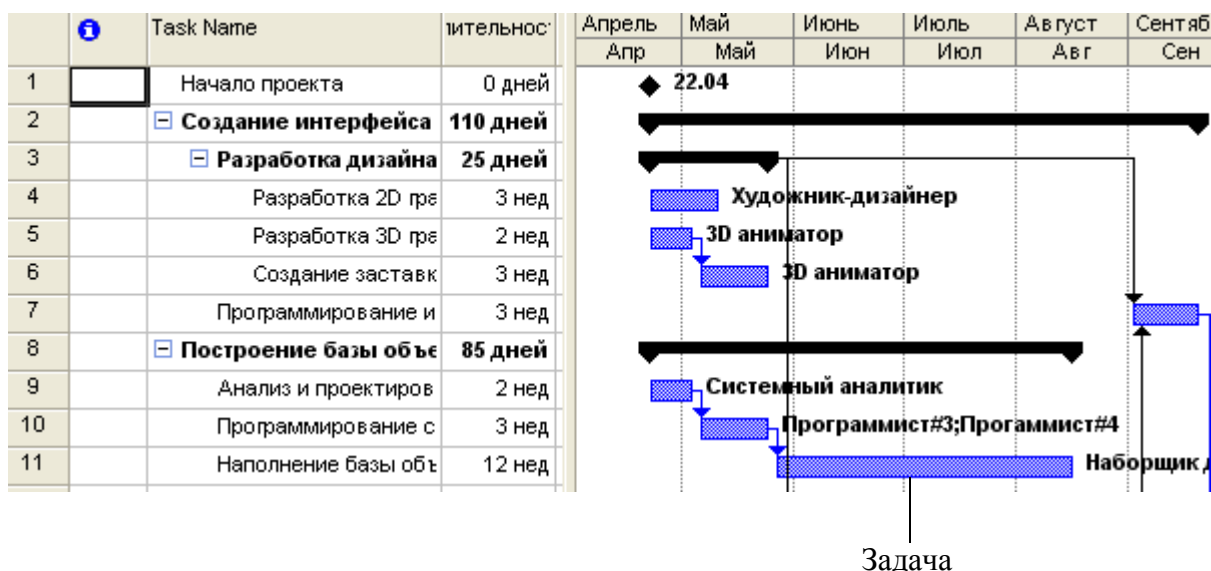 Task Name ительнос Апрель Май Июнь Июль Август Сентяб
Апр Май Июн Июл Авг Сен
1 Начало проекта 0 дней 22.04
2 Создание интерфейса 110 дней
3 Разработка дизайна 25 дней
4 Разработка 2D гра 3 нед Художник-дизайнер
5 Разработка 3D гра 2 нед 3D аниматор
6 Создание заставк 3 нед 3D аниматор
7 Программирование и 3 нед
8 Построение базы объе 85 дней
9 Анализ и проектиров 2 нед Системный аналитик
10 Программирование с 3 нед Программист#3;Прогаммист#4
11 Наполнение базы объ 12 нед Наборщик д
Задача